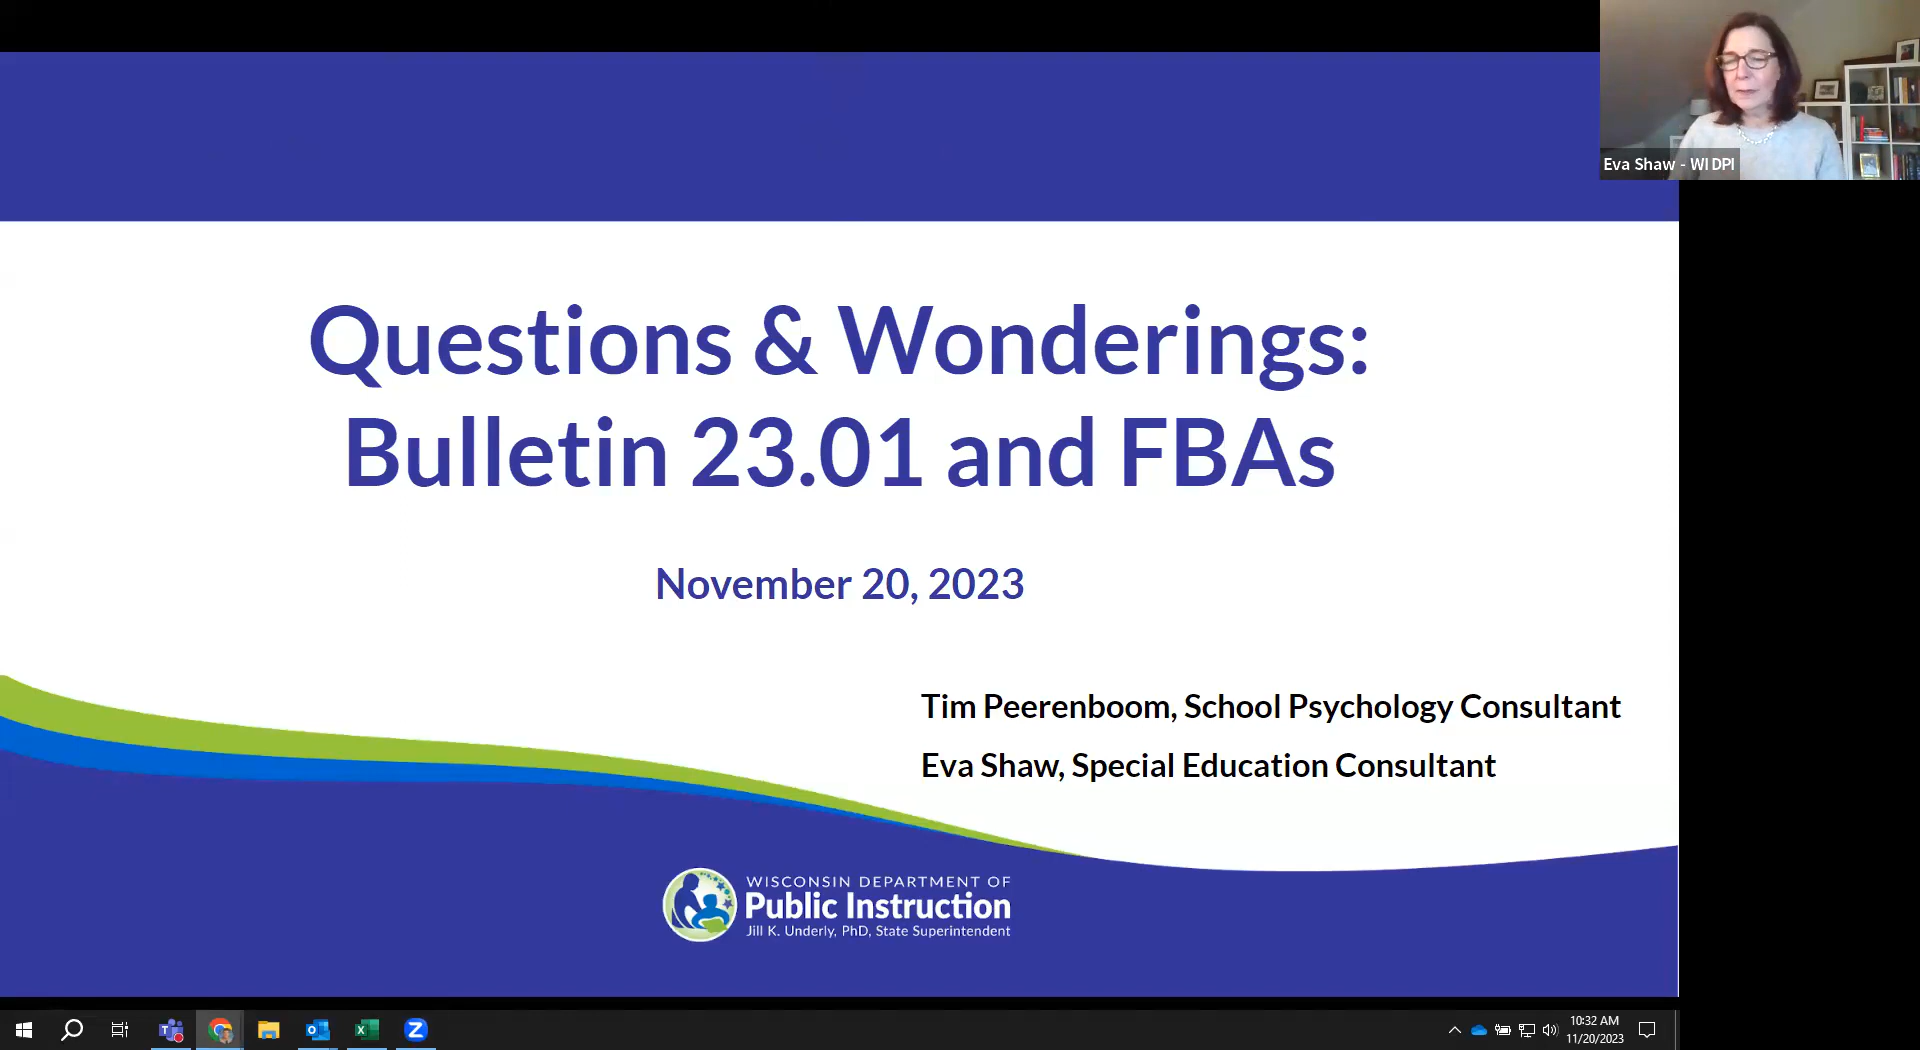 Eva Shaw - WI DPI
Questions & Wonderings:
Bulletin 23.01 and FBAs
November 20, 2023
Tim Peerenboom, School Psychology Consultant
Eva Shaw, Special Education Consultant
WISCONSIN DEPARTMENT OF
Public Instruction
Jill K. Underly, PhD, State Superintendent
10:32 AM
11/20/2023